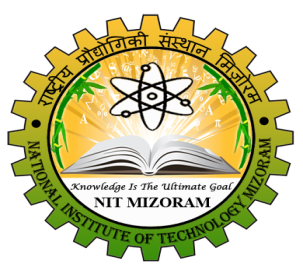 राष्ट्रीय प्रौद्योगिकी संस्थान मिजोरम
Knowledge Is The Ultimate Goal
NIT MIZORAM
NATIONAL INSTITUTE OF TECHNOLOGY MIZORAM